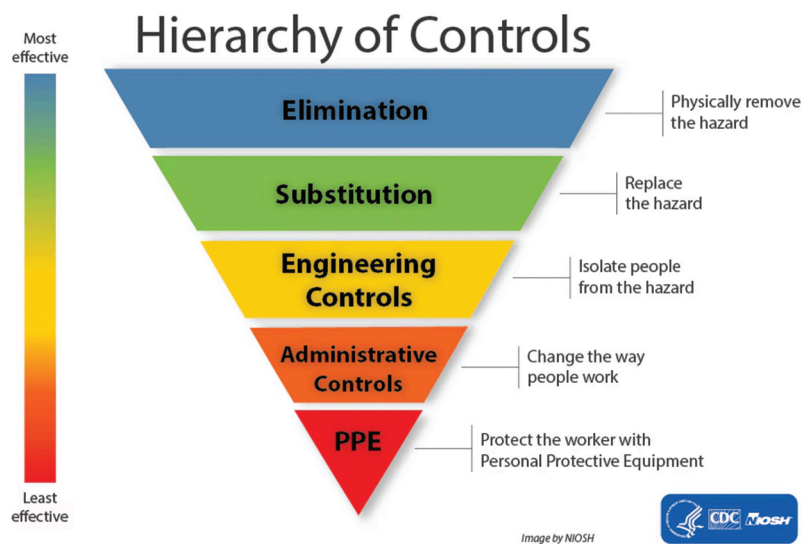 Hierarchy of Controls
Most
effective
Elimination
Physically remove
the hazard
Substitution
Replace
the hazard
Engineering
Controls
Isolate people
from the hazard
Administrative
Controls
Change the way
people work
PPE
Protect the worker with
Personal Protective Equipment
Least
effective
Image by NIOSH
CDC
NIOSH